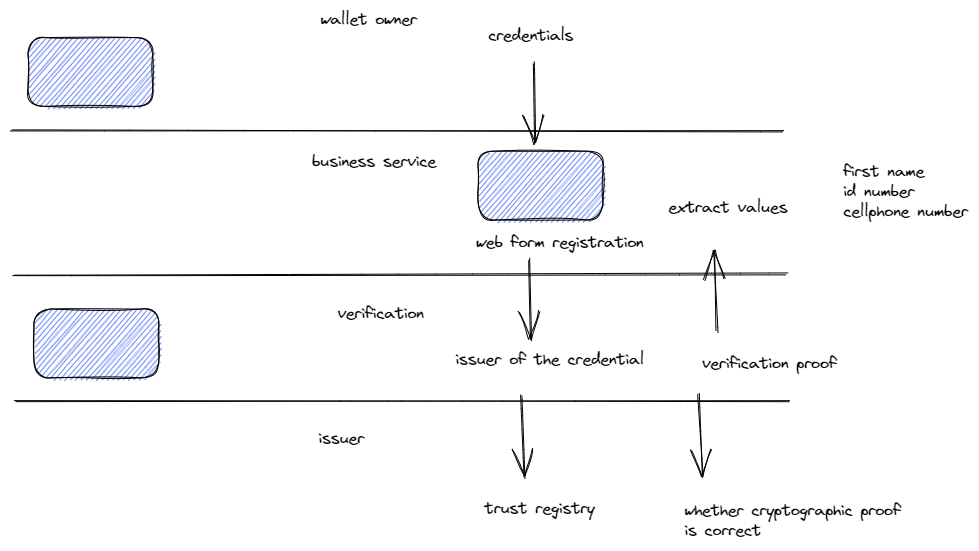 wallet owner
credentials
business service
first name
id number
cellphone number
extract values
web form registration
verification
issuer of the credential
verification proof
issuer
trust registry
whether cryptographic proof
is correct